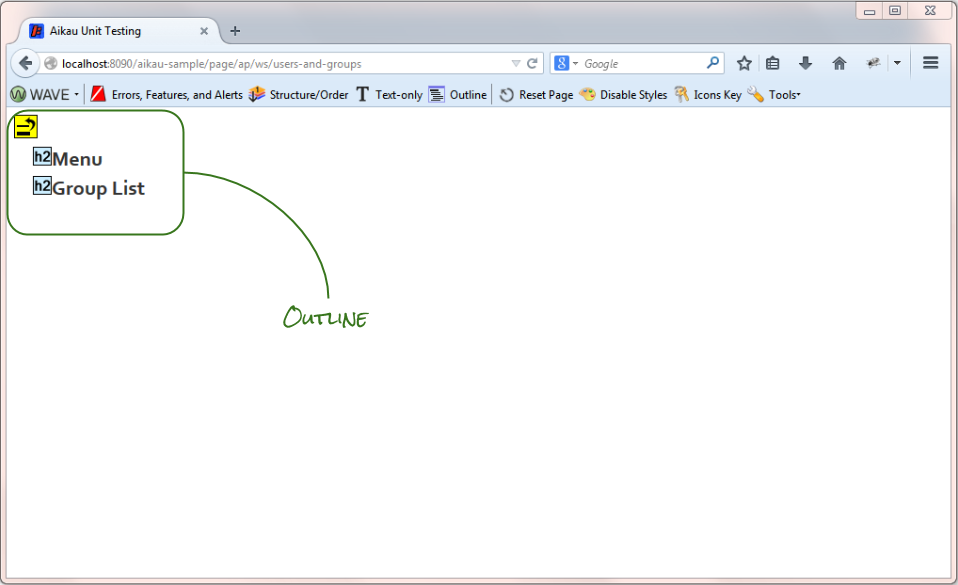 Aikau Unit Testing
localhost:8090/aikau-sample/page/ap/ws/users-and-groups
8 Google
WAVE Errors, Features, and Alerts Structure/Order T Text-only Outline Reset Page Disable Styles Icons Key Tools
h2 Menu
h2 Group List
Outline